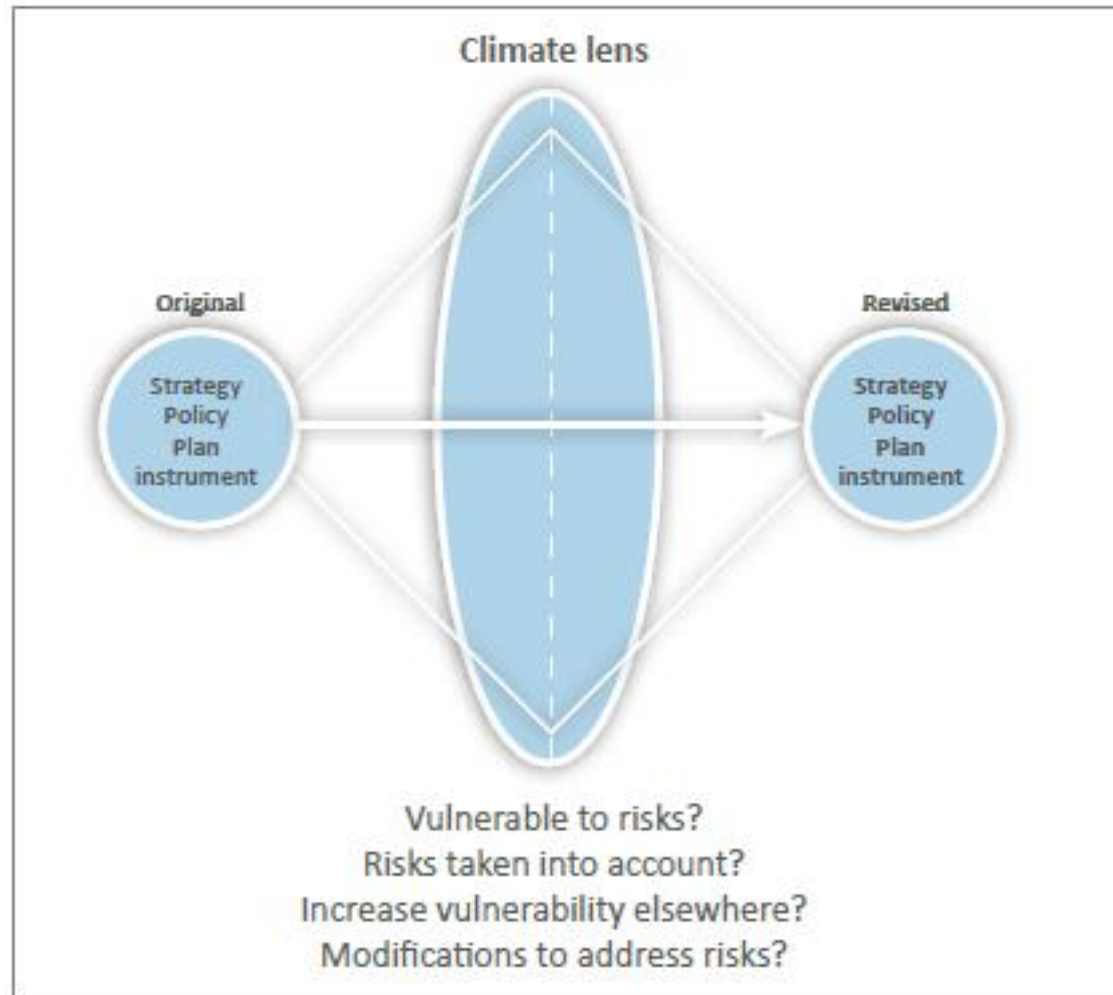 Climate lens
Original
Strategy
Policy
Plan
instrument
Revised
Strategy
Policy
Plan
instrument
Vulnerable to risks?
Risks taken into account?
Increase vulnerability elsewhere?
Modifications to address risks?